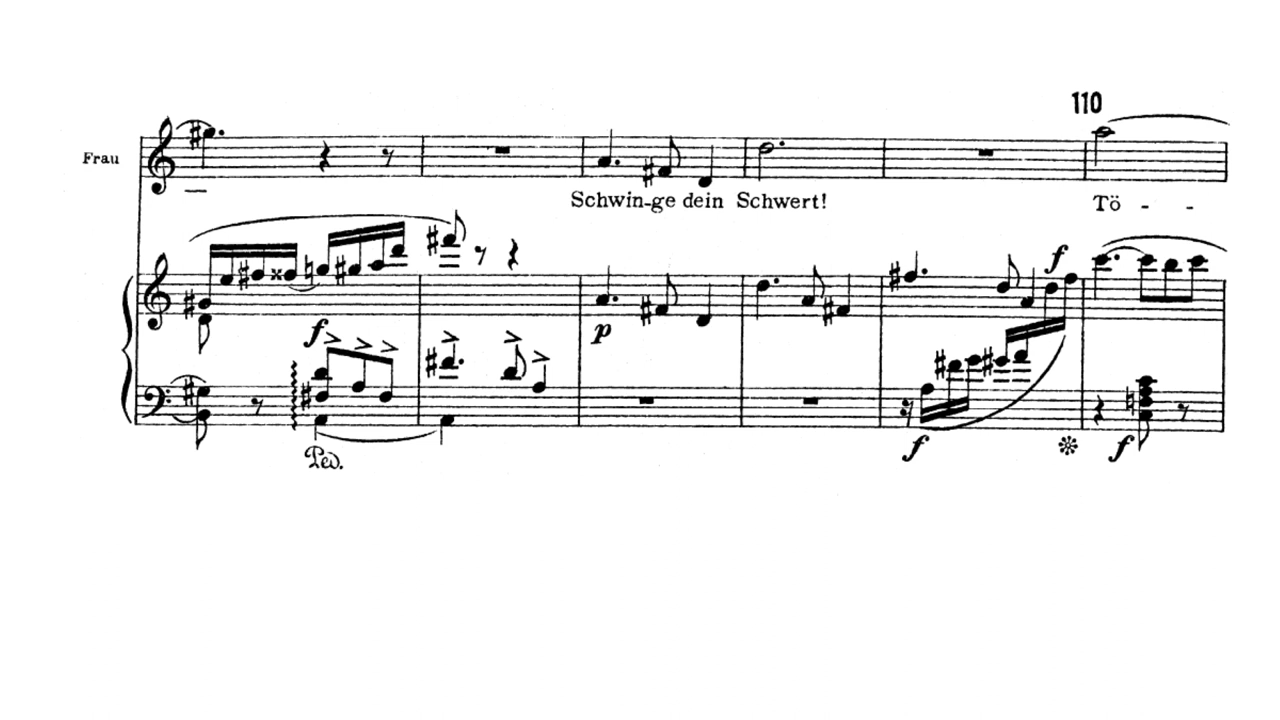 110
Frau
Schwin-ge dein Schwert! Tö - -
f
f
p
Ped.
f
f